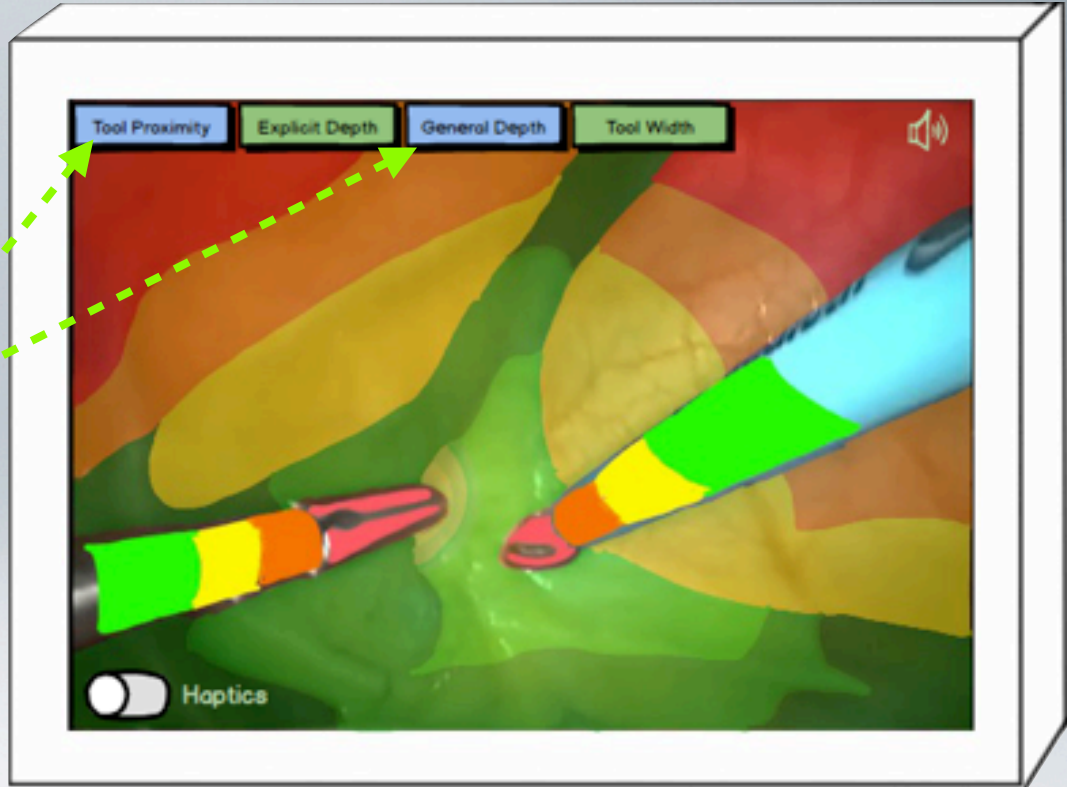 Tool Proximity
Explicit Depth
General Depth
Tool Width
Haptics